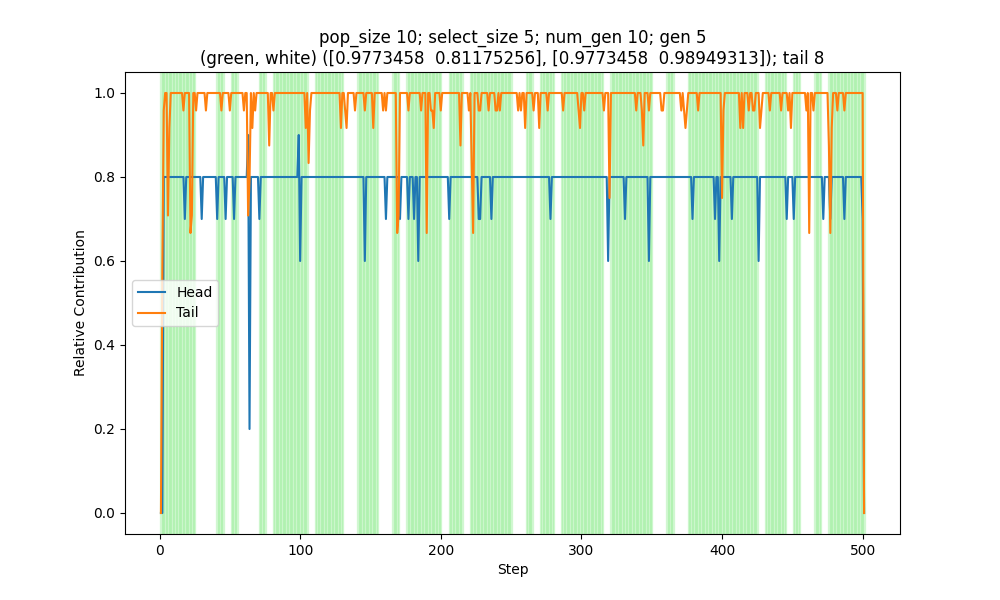 pop_size 10; select_size 5; num_gen 10; gen 5
(green, white) ([0.9773458  0.81175256], [0.9773458  0.98949313]); tail 8
1.0
0.8
0.6
0.4
0.2
0.0
Relative Contribution
Head
Tail
0
100
200
300
400
500
Step